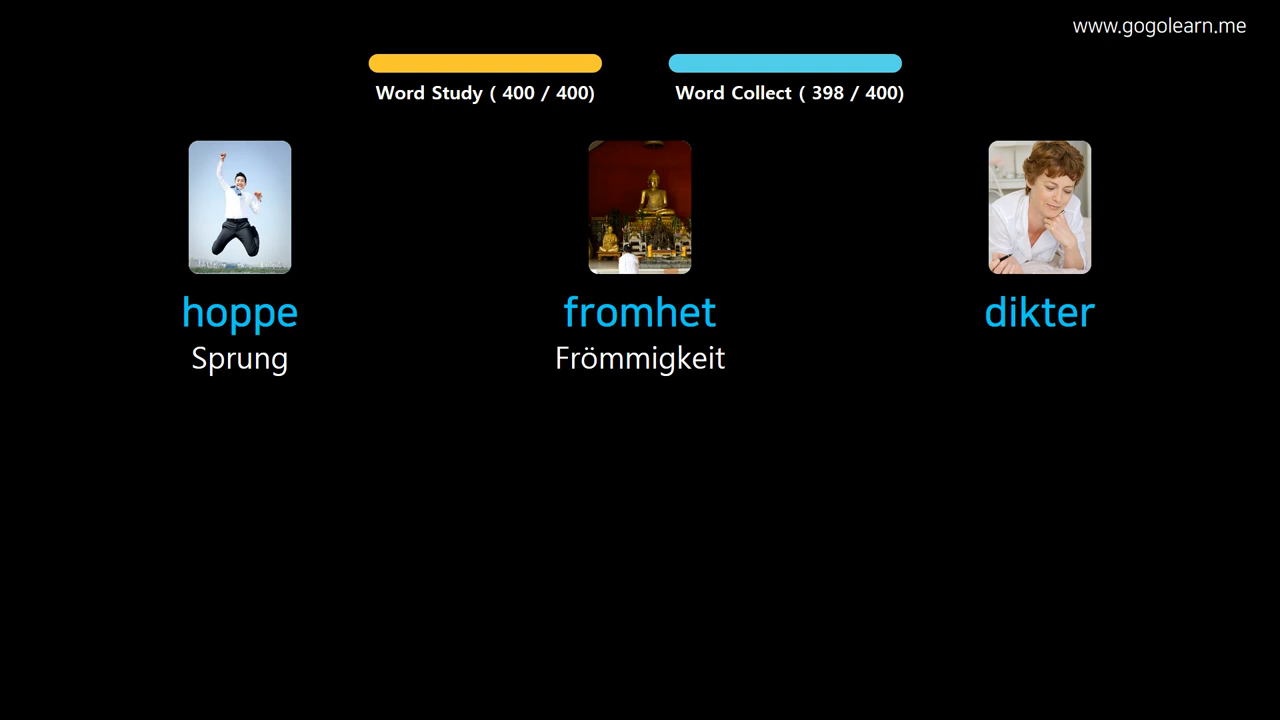 www.gogolearn.me
Word Study ( 400 / 400)
Word Collect ( 398 / 400)
hoppe
fromhet
dikter
Sprung
Frömmigkeit